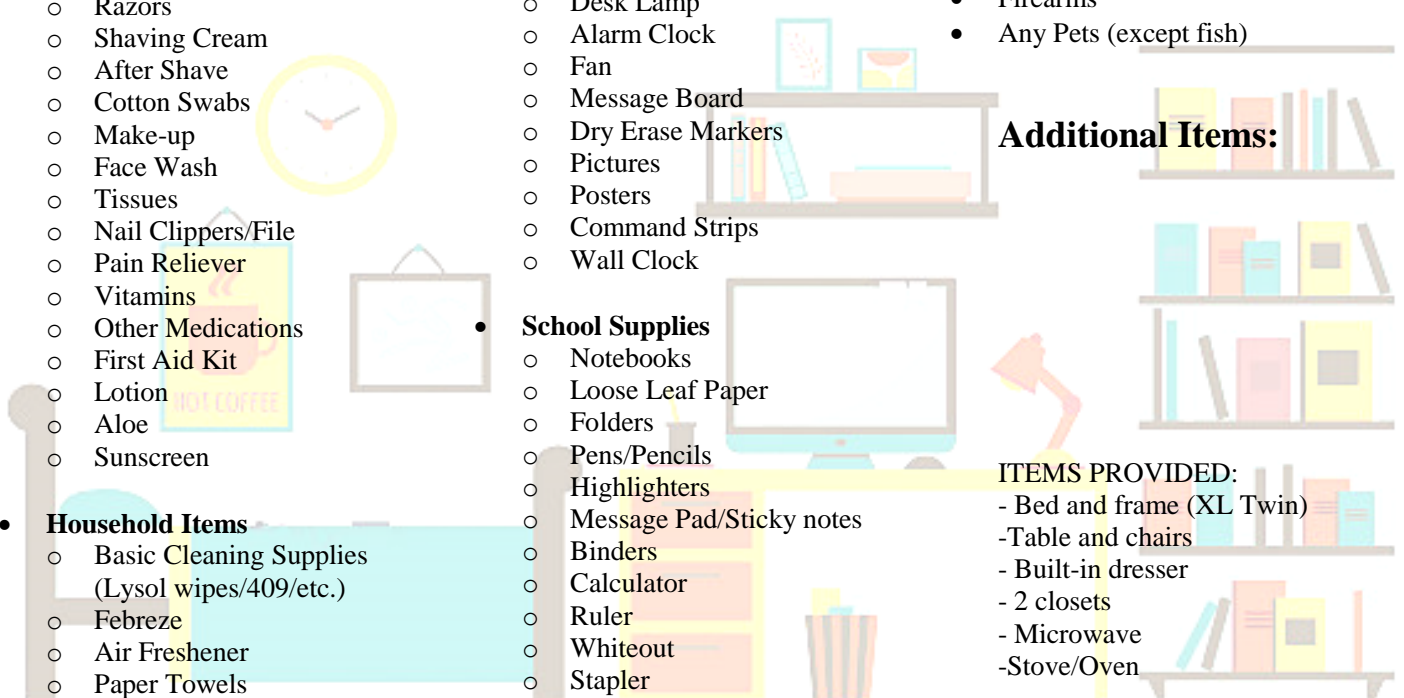 o Razors
o Shaving Cream
o After Shave
o Cotton Swabs
o Make-up
o Face Wash
o Tissues
o Nail Clippers/File
o Pain Reliever
o Vitamins
o Other Medications
o First Aid Kit
o Lotion
o Aloe
o Sunscreen
• Household Items
o Basic Cleaning Supplies
(Lysol wipes/409/etc.)
o Febreze
o Air Freshener
o Paper Towels
o Desk Lamp
o Alarm Clock
o Fan
o Message Board
o Dry Erase Markers
o Pictures
o Posters
o Command Strips
o Wall Clock
• School Supplies
o Notebooks
o Loose Leaf Paper
o Folders
o Pens/Pencils
o Highlighters
o Message Pad/Sticky notes
o Binders
o Calculator
o Ruler
o Whiteout
o Stapler
• Firearms
• Any Pets (except fish)
Additional Items:
ITEMS PROVIDED:
- Bed and frame (XL Twin)
-Table and chairs
- Built-in dresser
- 2 closets
- Microwave
-Stove/Oven
HOT COFFEE